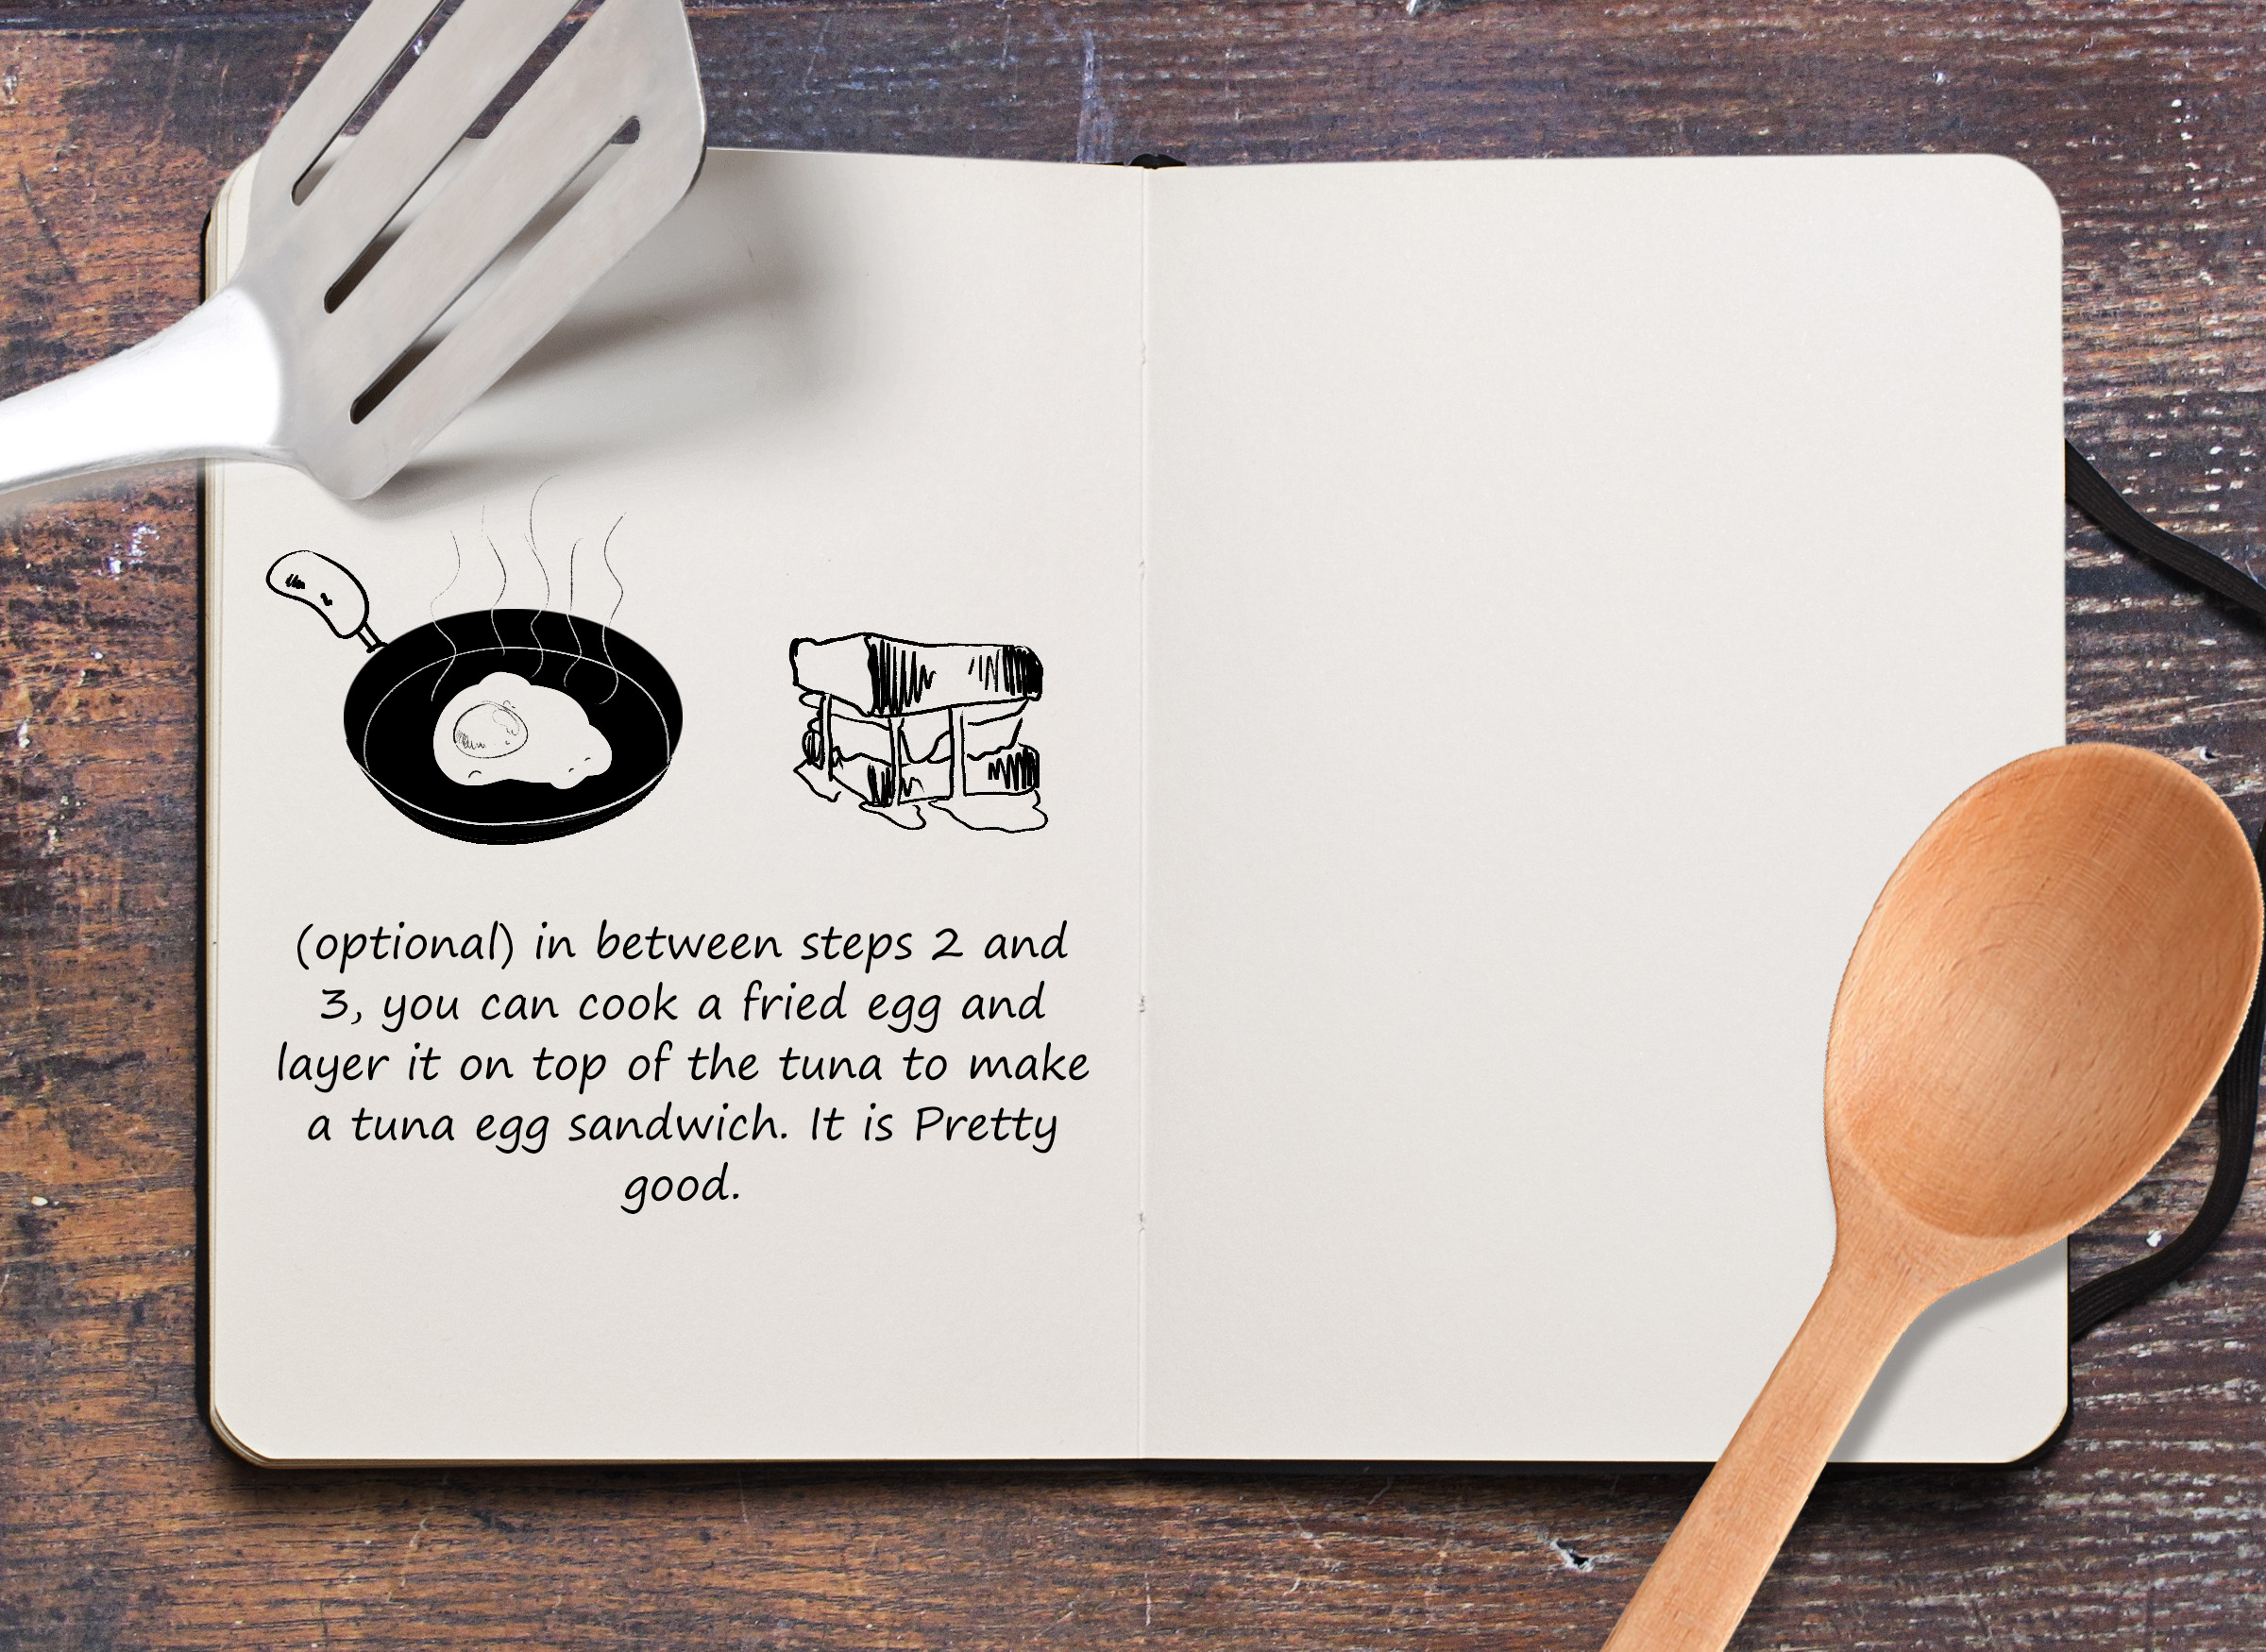 (optional) in between steps 2 and
3, you can cook a fried egg and
layer it on top of the tuna to make
a tuna egg sandwich. It is Pretty
good.